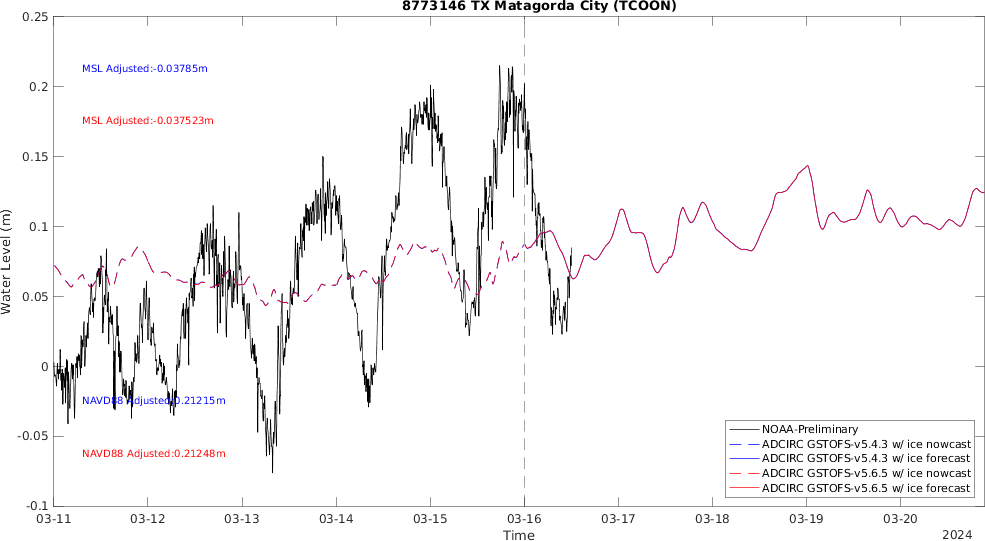 8773146 TX Matagorda City (TCOON)
0.25
0.2
0.15
0.1
0.05
0
-0.05
-0.1
Water Level (m)
MSL Adjusted:-0.03785m
MSL Adjusted:-0.037523m
NAVD88 Adjusted:0.21215m
NAVD88 Adjusted:0.21248m
NOAA-Preliminary
ADCIRC GSTOFS-v5.4.3 w/ ice nowcast
ADCIRC GSTOFS-v5.4.3 w/ ice forecast
ADCIRC GSTOFS-v5.6.5 w/ ice nowcast
ADCIRC GSTOFS-v5.6.5 w/ ice forecast
03-11 03-12 03-13 03-14 03-15 03-16 03-17 03-18 03-19 03-20
Time
2024